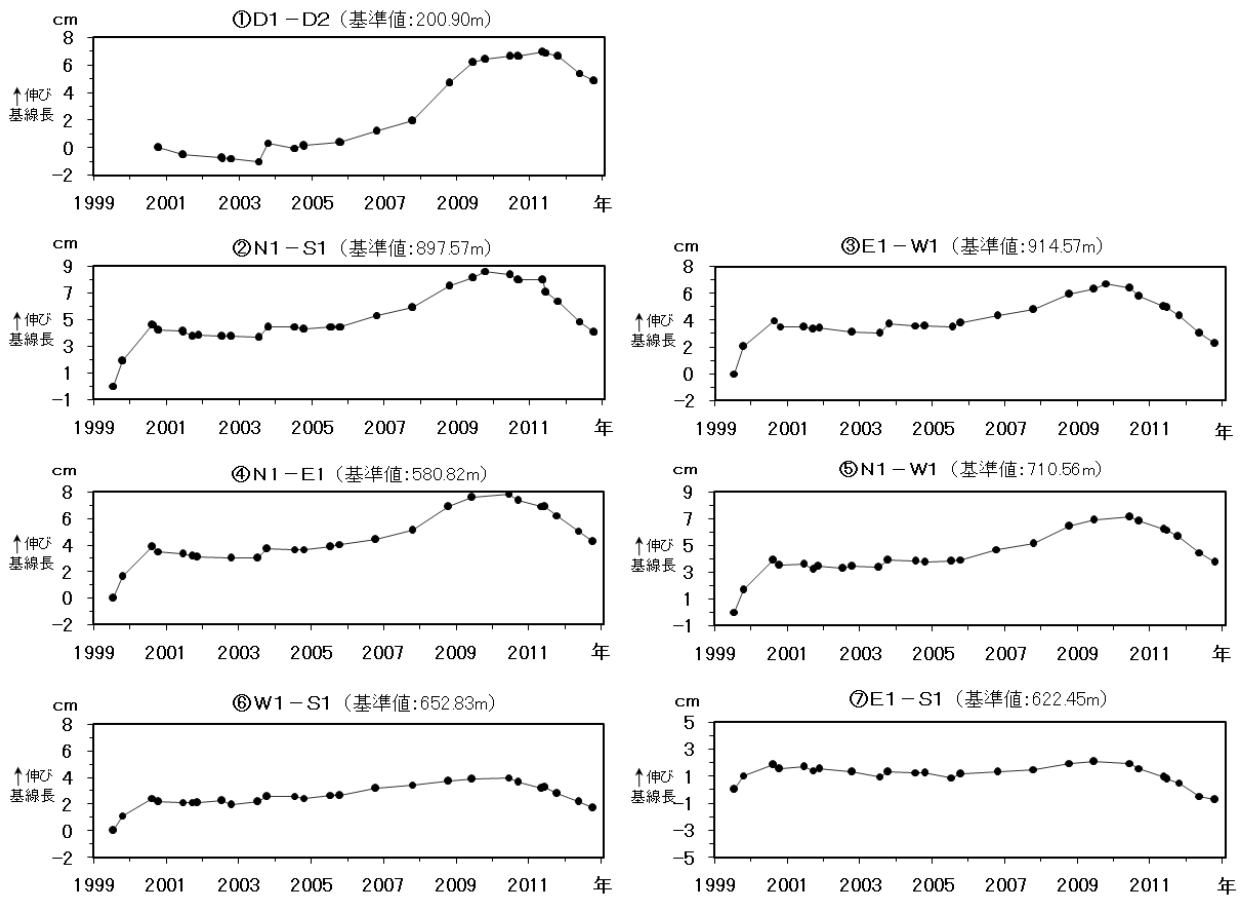 cm ①D1－D2（基準値:200.90m）
8
6
4
2
0
−2
↑伸び
基線長
1999 2001 2003 2005 2007 2009 2011 年
cm ②N1－S1（基準値:897.57m）
9
7
5
3
1
−1
↑伸び
基線長
1999 2001 2003 2005 2007 2009 2011 年
cm ③E1－W1（基準値:914.57m）
8
6
4
2
0
−2
↑伸び
基線長
1999 2001 2003 2005 2007 2009 2011 年
cm ④N1－E1（基準値:580.82m）
8
6
4
2
0
−2
↑伸び
基線長
1999 2001 2003 2005 2007 2009 2011 年
cm ⑤N1－W1（基準値:710.56m）
9
7
5
3
1
−1
↑伸び
基線長
1999 2001 2003 2005 2007 2009 2011 年
cm ⑥W1－S1（基準値:652.83m）
8
6
4
2
0
−2
↑伸び
基線長
1999 2001 2003 2005 2007 2009 2011 年
cm ⑦E1－S1（基準値:622.45m）
5
3
1
−1
−3
−5
↑伸び
基線長
1999 2001 2003 2005 2007 2009 2011 年